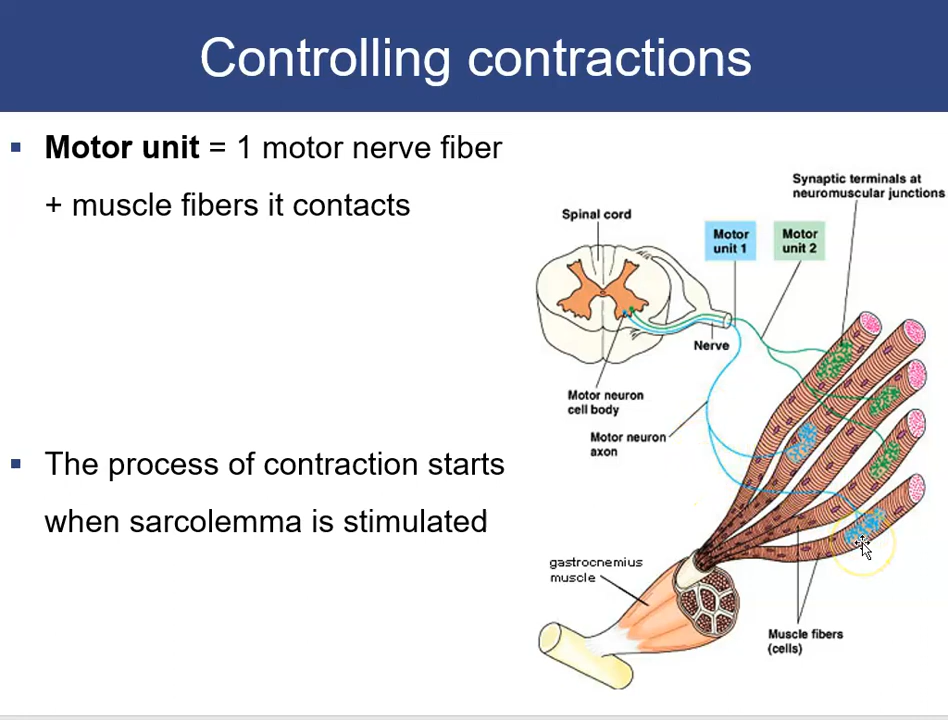 Controlling contractions
▪ Motor unit = 1 motor nerve fiber
+ muscle fibers it contacts
▪ The process of contraction starts
when sarcolemma is stimulated
Synaptic terminals at
neuromuscular junctions
Spinal cord
Motor
unit 1
Motor
unit 2
Nerve
Motor neuron
cell body
Motor neuron
axon
gastrocnemius
muscle
Muscle fibers
(cells)